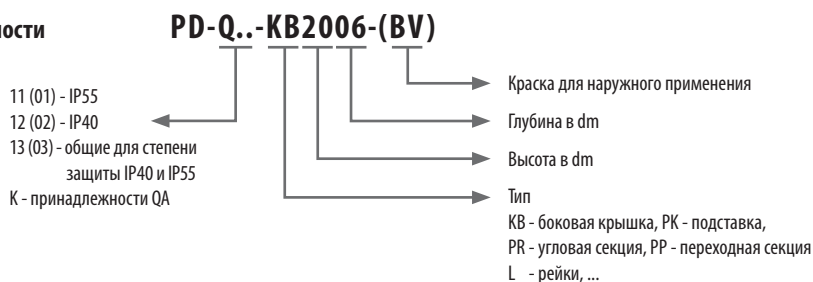 PD-Q..-KB2006-(BV)
11 (01) - IP55
12 (02) - IP40
13 (03) - общие для степени
защиты IP40 и IP55
K - принадлежности QA
Краска для наружного применения
Глубина в dm
Высота в dm
Тип
KB - боковая крышка, PK - подставка,
PR - угловая секция, PP - переходная секция
L - рейки, ...